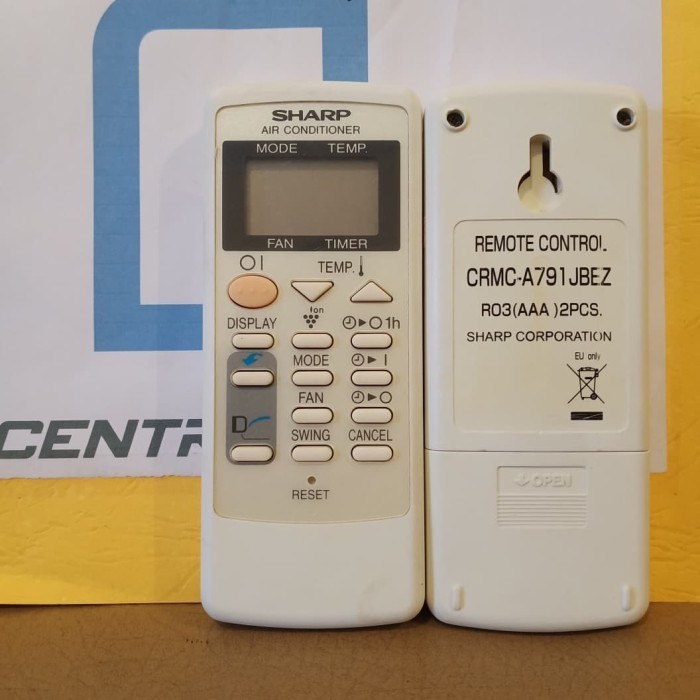 SHARP
AIR CONDITIONER
MODE TEMP.
FAN TIMER
TEMP.
DISPLAY
Ion
1h
MODE
I
FAN
D
SWING CANCEL
RESET
REMOTE CONTROL
CRMC-A791JBEZ
R03(AAA)2PCS.
SHARP CORPORATION
EU only
OPEN
CENTR